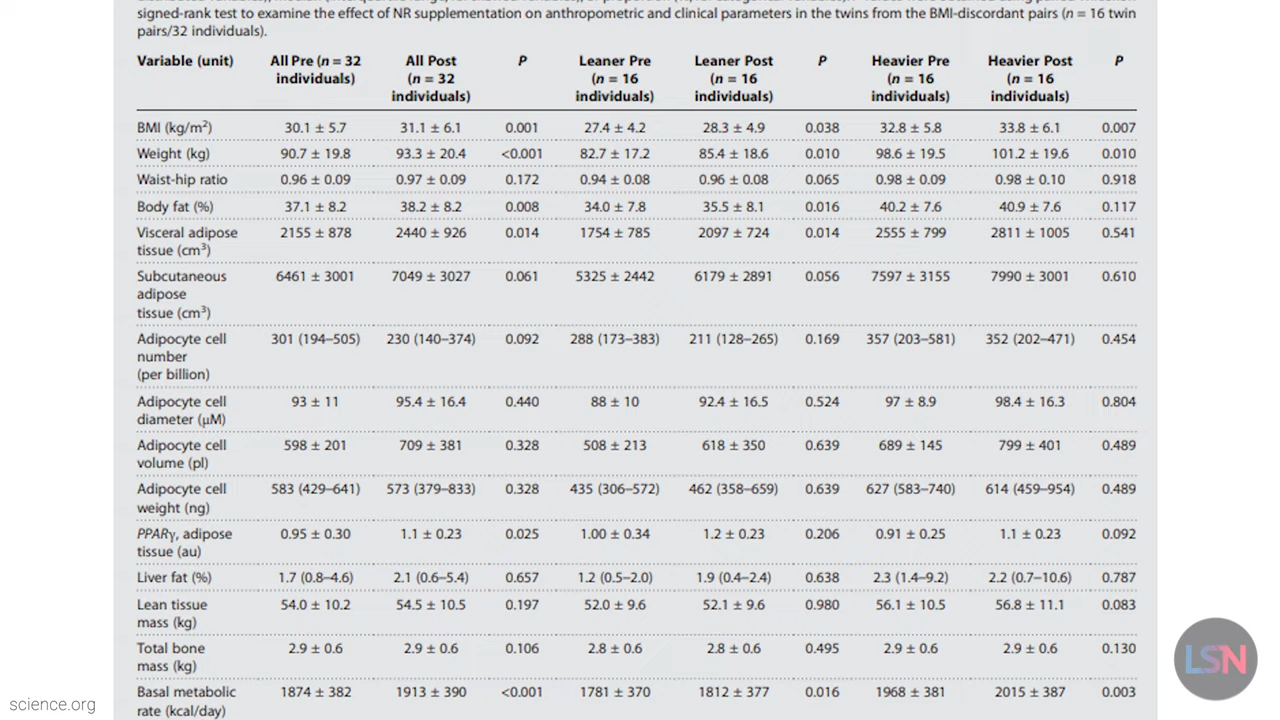 signed-rank test to examine the effect of NR supplementation on anthropometric and clinical parameters in the twins from the BMI-discordant pairs (n = 16 twin
pairs/32 individuals).
Variable (unit) All Pre (n = 32 individuals) All Post (n = 32 individuals) P Leaner Pre (n = 16 individuals) Leaner Post (n = 16 individuals) P Heavier Pre (n = 16 individuals) Heavier Post (n = 16 individuals) P
BMI (kg/m²) 30.1 ± 5.7 31.1 ± 6.1 0.001 27.4 ± 4.2 28.3 ± 4.9 0.038 32.8 ± 5.8 33.8 ± 6.1 0.007
Weight (kg) 90.7 ± 19.8 93.3 ± 20.4 <0.001 82.7 ± 17.2 85.4 ± 18.6 0.010 98.6 ± 19.5 101.2 ± 19.6 0.010
Waist-hip ratio 0.96 ± 0.09 0.97 ± 0.09 0.172 0.94 ± 0.08 0.96 ± 0.08 0.065 0.98 ± 0.09 0.98 ± 0.10 0.918
Body fat (%) 37.1 ± 8.2 38.2 ± 8.2 0.008 34.0 ± 7.8 35.5 ± 8.1 0.016 40.2 ± 7.6 40.9 ± 7.6 0.117
Visceral adipose tissue (cm³) 2155 ± 878 2440 ± 926 0.014 1754 ± 785 2097 ± 724 0.014 2555 ± 799 2811 ± 1005 0.541
Subcutaneous adipose tissue (cm³) 6461 ± 3001 7049 ± 3027 0.061 5325 ± 2442 6179 ± 2891 0.056 7597 ± 3155 7990 ± 3001 0.610
Adipocyte cell number (per billion) 301 (194–505) 230 (140–374) 0.092 288 (173–383) 211 (128–265) 0.169 357 (203–581) 352 (202–471) 0.454
Adipocyte cell diameter (μM) 93 ± 11 95.4 ± 16.4 0.440 88 ± 10 92.4 ± 16.5 0.524 97 ± 8.9 98.4 ± 16.3 0.804
Adipocyte cell volume (pl) 598 ± 201 709 ± 381 0.328 508 ± 213 618 ± 350 0.639 689 ± 145 799 ± 401 0.489
Adipocyte cell weight (ng) 583 (429–641) 573 (379–833) 0.328 435 (306–572) 462 (358–659) 0.639 627 (583–740) 614 (459–954) 0.489
PPARγ, adipose tissue (au) 0.95 ± 0.30 1.1 ± 0.23 0.025 1.00 ± 0.34 1.2 ± 0.23 0.206 0.91 ± 0.25 1.1 ± 0.23 0.092
Liver fat (%) 1.7 (0.8–4.6) 2.1 (0.6–5.4) 0.657 1.2 (0.5–2.0) 1.9 (0.4–2.4) 0.638 2.3 (1.4–9.2) 2.2 (0.7–10.6) 0.787
Lean tissue mass (kg) 54.0 ± 10.2 54.5 ± 10.5 0.197 52.0 ± 9.6 52.1 ± 9.6 0.980 56.1 ± 10.5 56.8 ± 11.1 0.083
Total bone mass (kg) 2.9 ± 0.6 2.9 ± 0.6 0.106 2.8 ± 0.6 2.8 ± 0.6 0.495 2.9 ± 0.6 2.9 ± 0.6 0.130
Basal metabolic rate (kcal/day) 1874 ± 382 1913 ± 390 <0.001 1781 ± 370 1812 ± 377 0.016 1968 ± 381 2015 ± 387 0.003
science.org
LSN